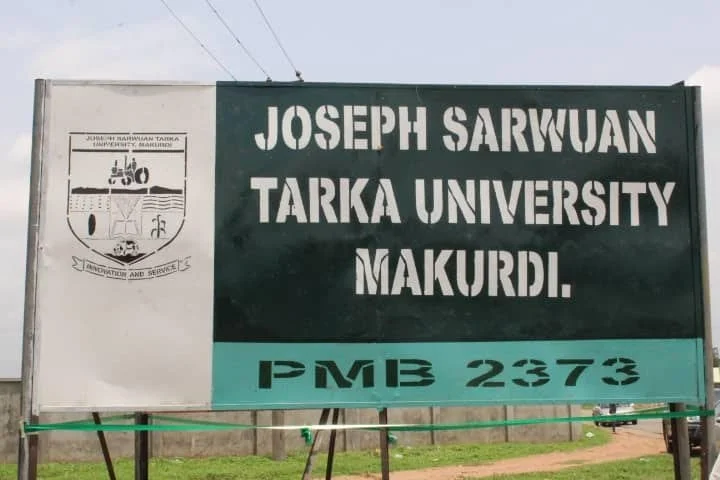 JOSEPH SARWUAN TARKA
UNIVERSITY, MAKURDI
INNOVATION AND SERVICE
JOSEPH SARWUAN
TARKA UNIVERSITY
MAKURDI.
PMB 2373